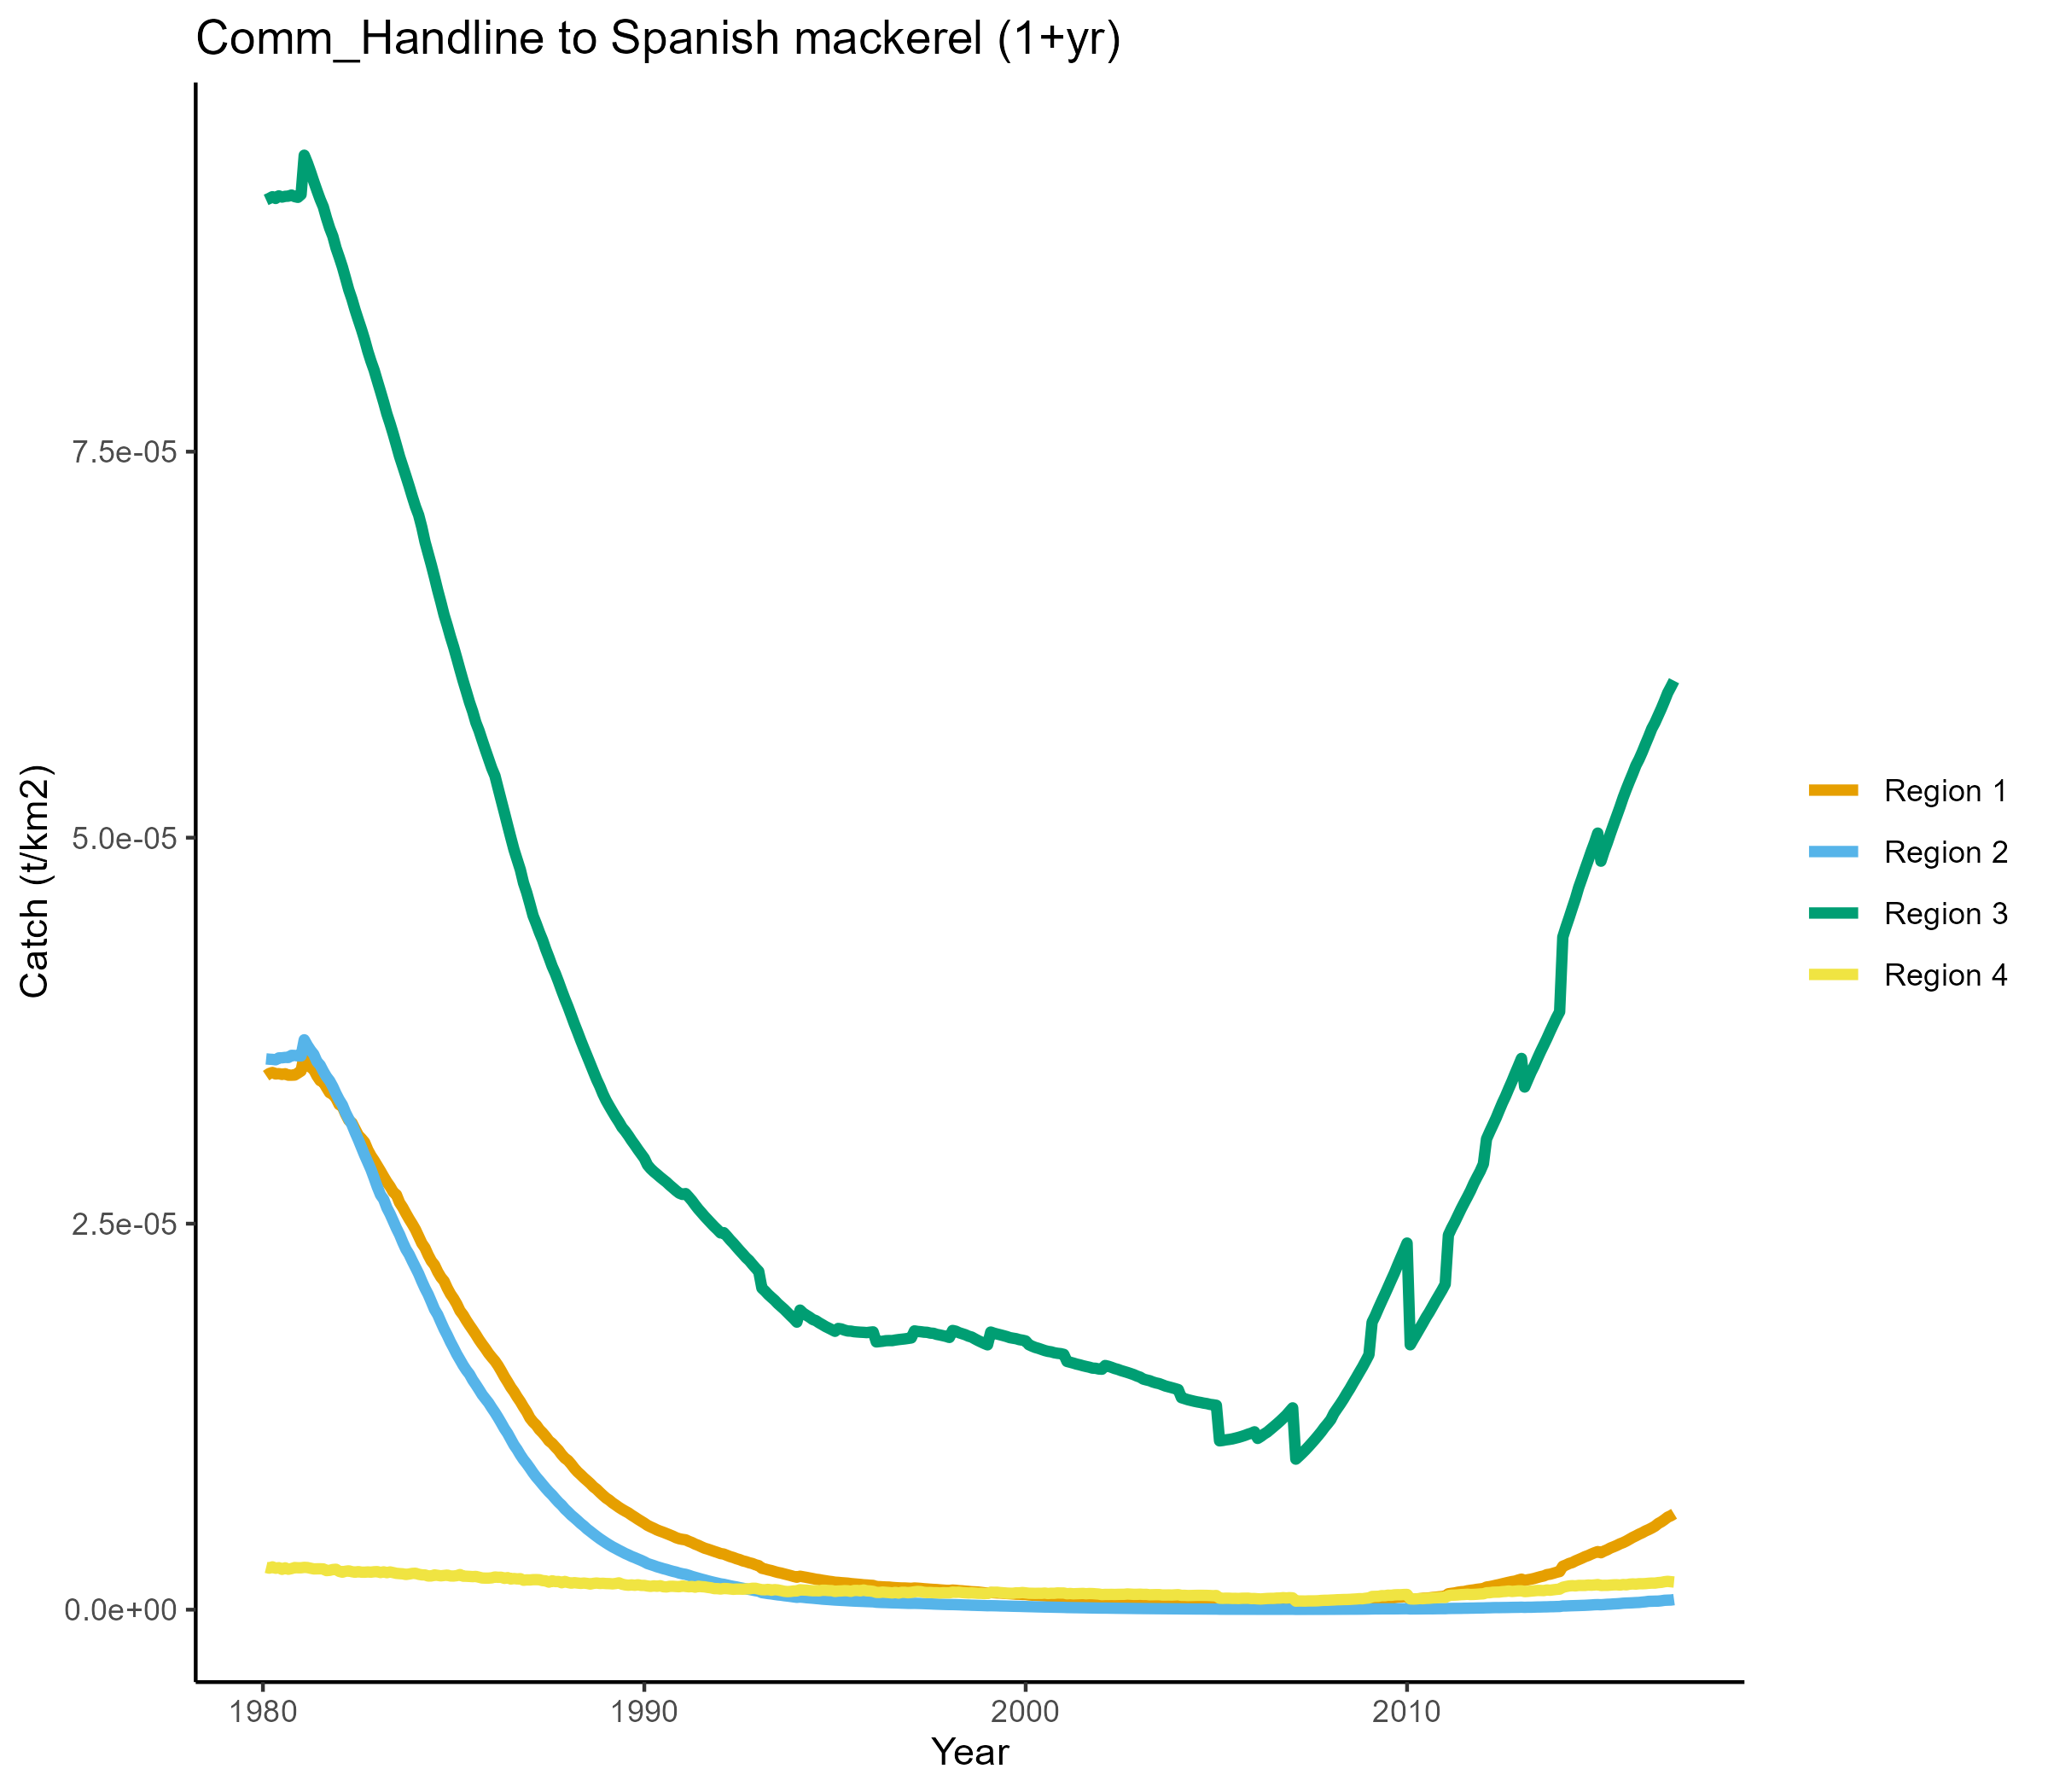 Comm_Handline to Spanish mackerel (1+yr)
Catch (t/km2)
7.5e-05
5.0e-05
2.5e-05
0.0e+00
1980
1990
2000
2010
Year
Region 1
Region 2
Region 3
Region 4